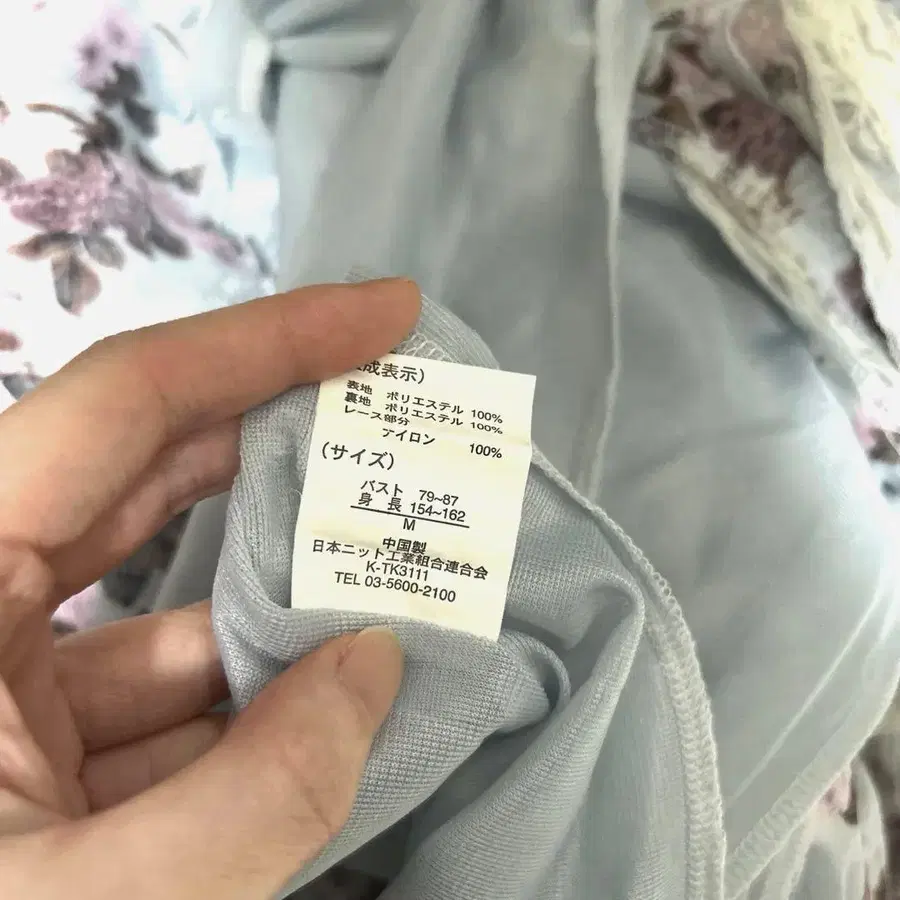 成表示)
表地 ポリエステル 100%
裏地 ポリエステル 100%
レース部分
アイロン 100%
(サイズ)
バスト 79~87
身 長 154~162
M
中国製
日本ニット工業組合連合会
K-TK3111
TEL 03-5600-2100